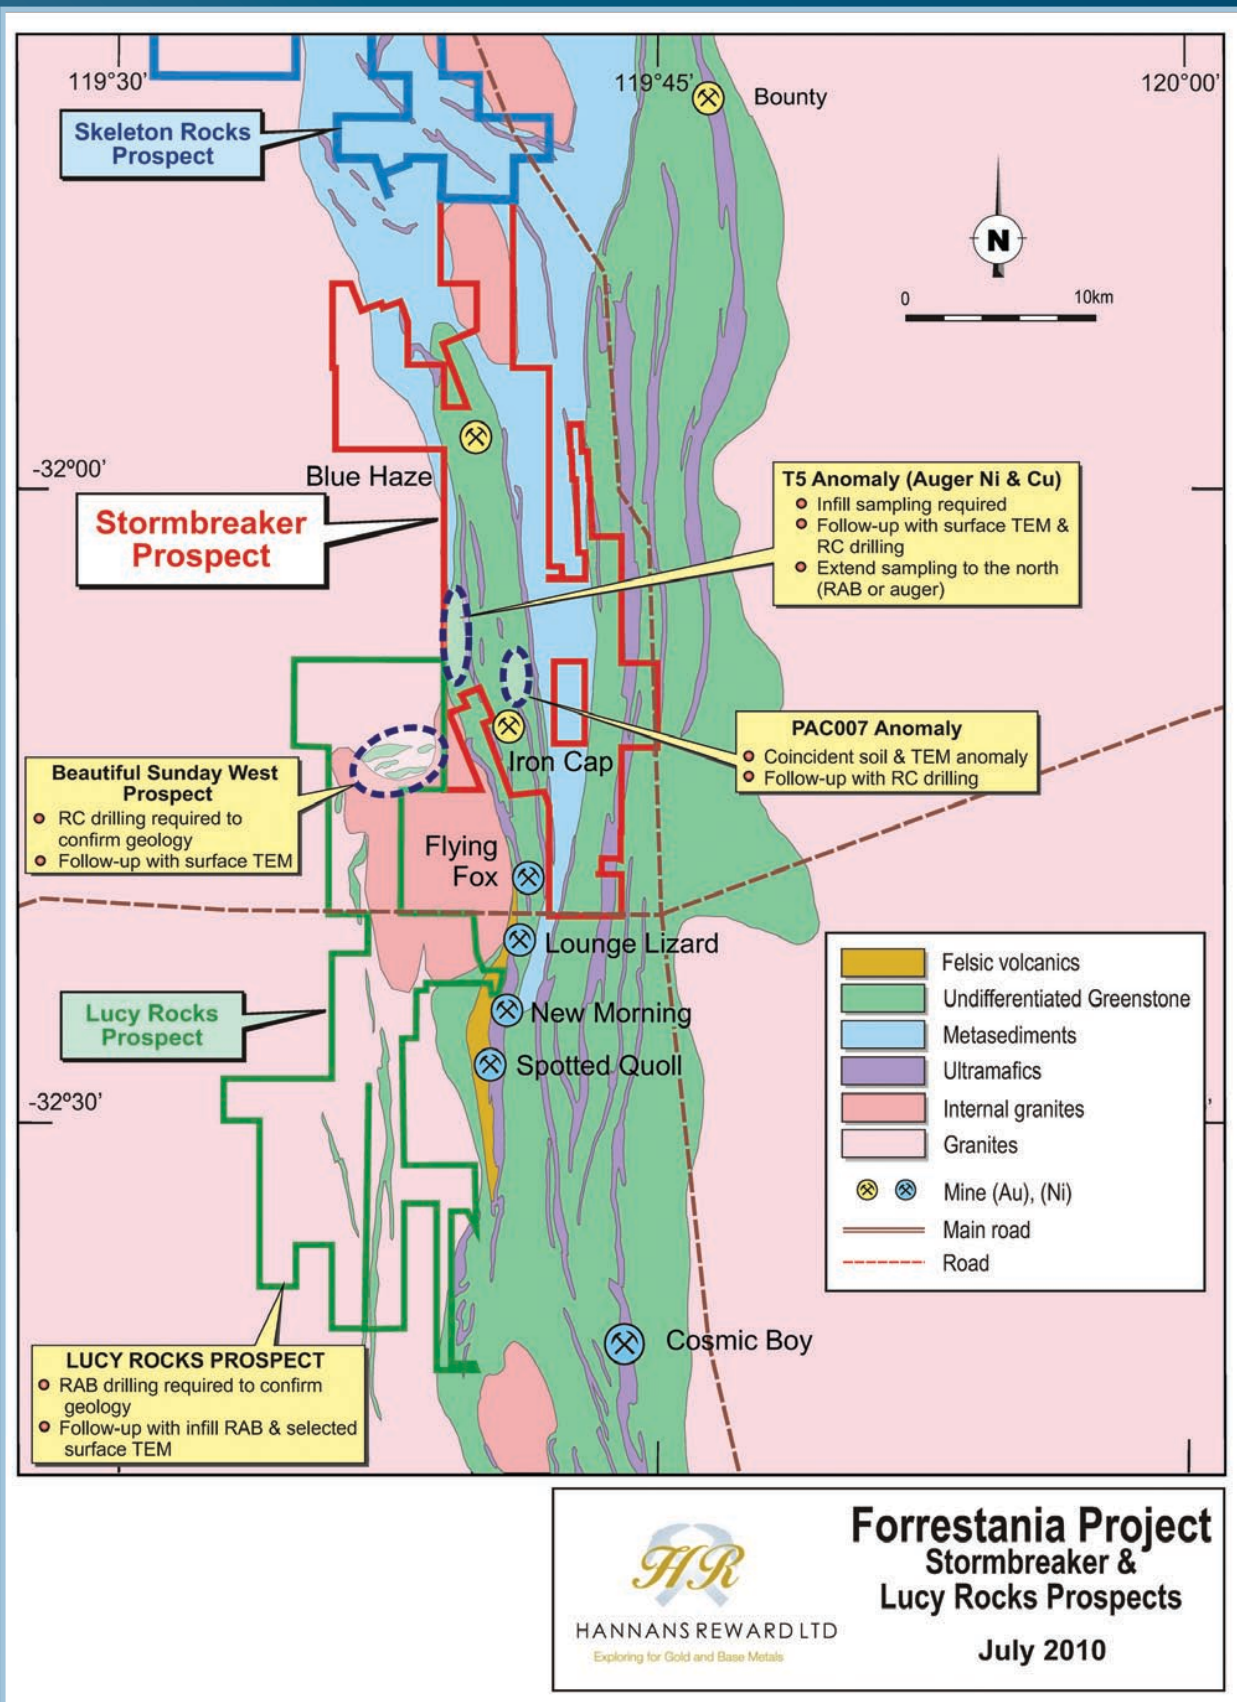 119°30'
119°45'
120°00'
Bounty
Skeleton Rocks
Prospect
N
0
10km
-32°00'
Blue Haze
T5 Anomaly (Auger Ni & Cu)
Infill sampling required
Follow-up with surface TEM &
RC drilling
Extend sampling to the north
(RAB or auger)
Stormbreaker
Prospect
PAC007 Anomaly
Coincident soil & TEM anomaly
Follow-up with RC drilling
Iron Cap
Beautiful Sunday West
Prospect
RC drilling required to
confirm geology
Follow-up with surface TEM
Flying
Fox
Lounge Lizard
New Morning
Spotted Quoll
Lucy Rocks
Prospect
-32°30'
'
Felsic volcanics
Undifferentiated Greenstone
Metasediments
Ultramafics
Internal granites
Granites
Mine (Au), (Ni)
Main road
Road
Cosmic Boy
LUCY ROCKS PROSPECT
RAB drilling required to confirm
geology
Follow-up with infill RAB & selected
surface TEM
HR
HANNANS REWARD LTD
Exploring for Gold and Base Metals
Forrestania Project
Stormbreaker &
Lucy Rocks Prospects
July 2010